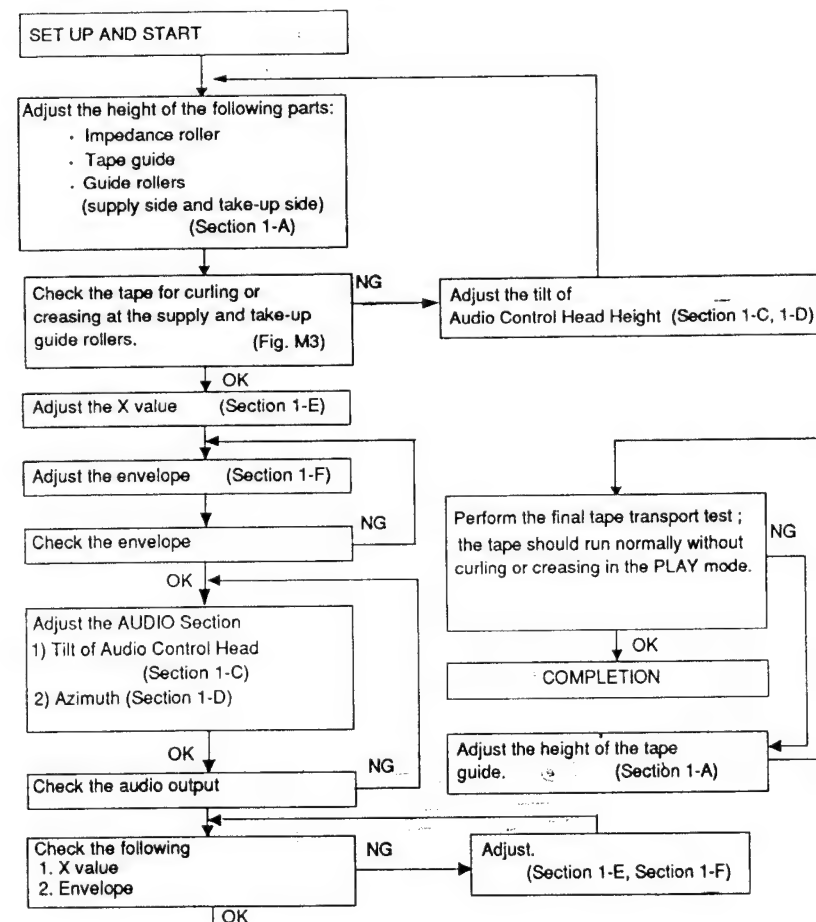 SET UP AND START
Adjust the height of the following parts:
. Impedance roller
. Tape guide
. Guide rollers
(supply side and take-up side)
(Section 1-A)
Check the tape for curling or
creasing at the supply and take-up
guide rollers. (Fig. M3)
NG
Adjust the tilt of
Audio Control Head Height (Section 1-C, 1-D)
OK
Adjust the X value (Section 1-E)
Adjust the envelope (Section 1-F)
Check the envelope
NG
OK
Adjust the AUDIO Section
1) Tilt of Audio Control Head
(Section 1-C)
2) Azimuth (Section 1-D)
OK
Check the audio output
NG
Check the following
1. X value
2. Envelope
NG
Adjust.
(Section 1-E, Section 1-F)
OK
Perform the final tape transport test ;
the tape should run normally without
curling or creasing in the PLAY mode.
NG
OK
COMPLETION
Adjust the height of the tape
guide. (Section 1-A)